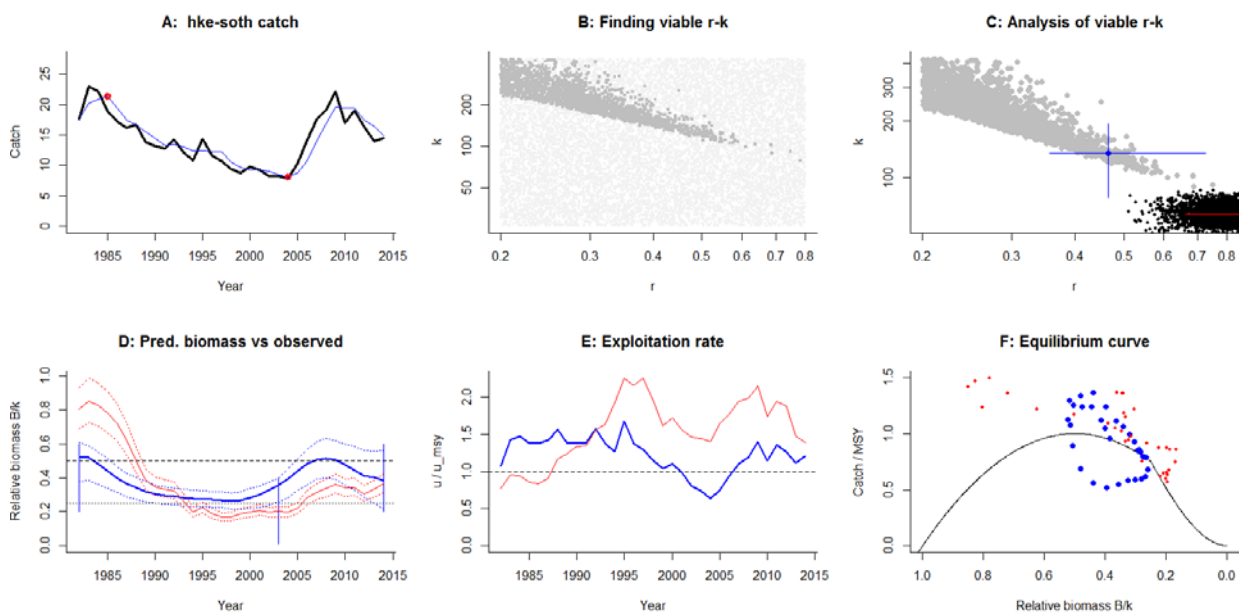 A: hke-soth catch
B: Finding viable r-k
C: Analysis of viable r-k
Catch
0 5 10 15 20 25
1985 1990 1995 2000 2005 2010 2015
Year
k
50 100 200
0.2 0.3 0.4 0.5 0.6 0.7 0.8
r
k
100 200 300
0.2 0.3 0.4 0.5 0.6 0.7 0.8
r
D: Pred. biomass vs observed
E: Exploitation rate
F: Equilibrium curve
Relative biomass B/k
0.0 0.2 0.4 0.6 0.8 1.0
1985 1990 1995 2000 2005 2010 2015
Year
u / u_msy
0.0 0.5 1.0 1.5 2.0 2.5
1985 1990 1995 2000 2005 2010 2015
Year
Catch / MSY
0.0 0.5 1.0 1.5
1.0 0.8 0.6 0.4 0.2 0.0
Relative biomass B/k